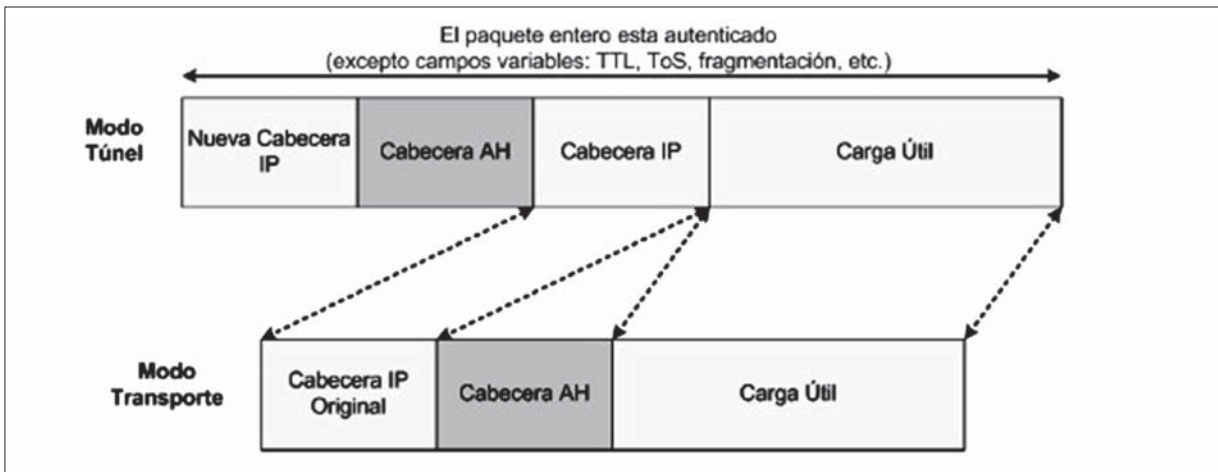 El paquete entero esta autenticado
(excepto campos variables: TTL, ToS, fragmentación, etc.)
Modo
Túnel
Nueva Cabecera
IP
Cabecera AH
Cabecera IP
Carga Útil
Modo
Transporte
Cabecera IP
Original
Cabecera AH
Carga Útil